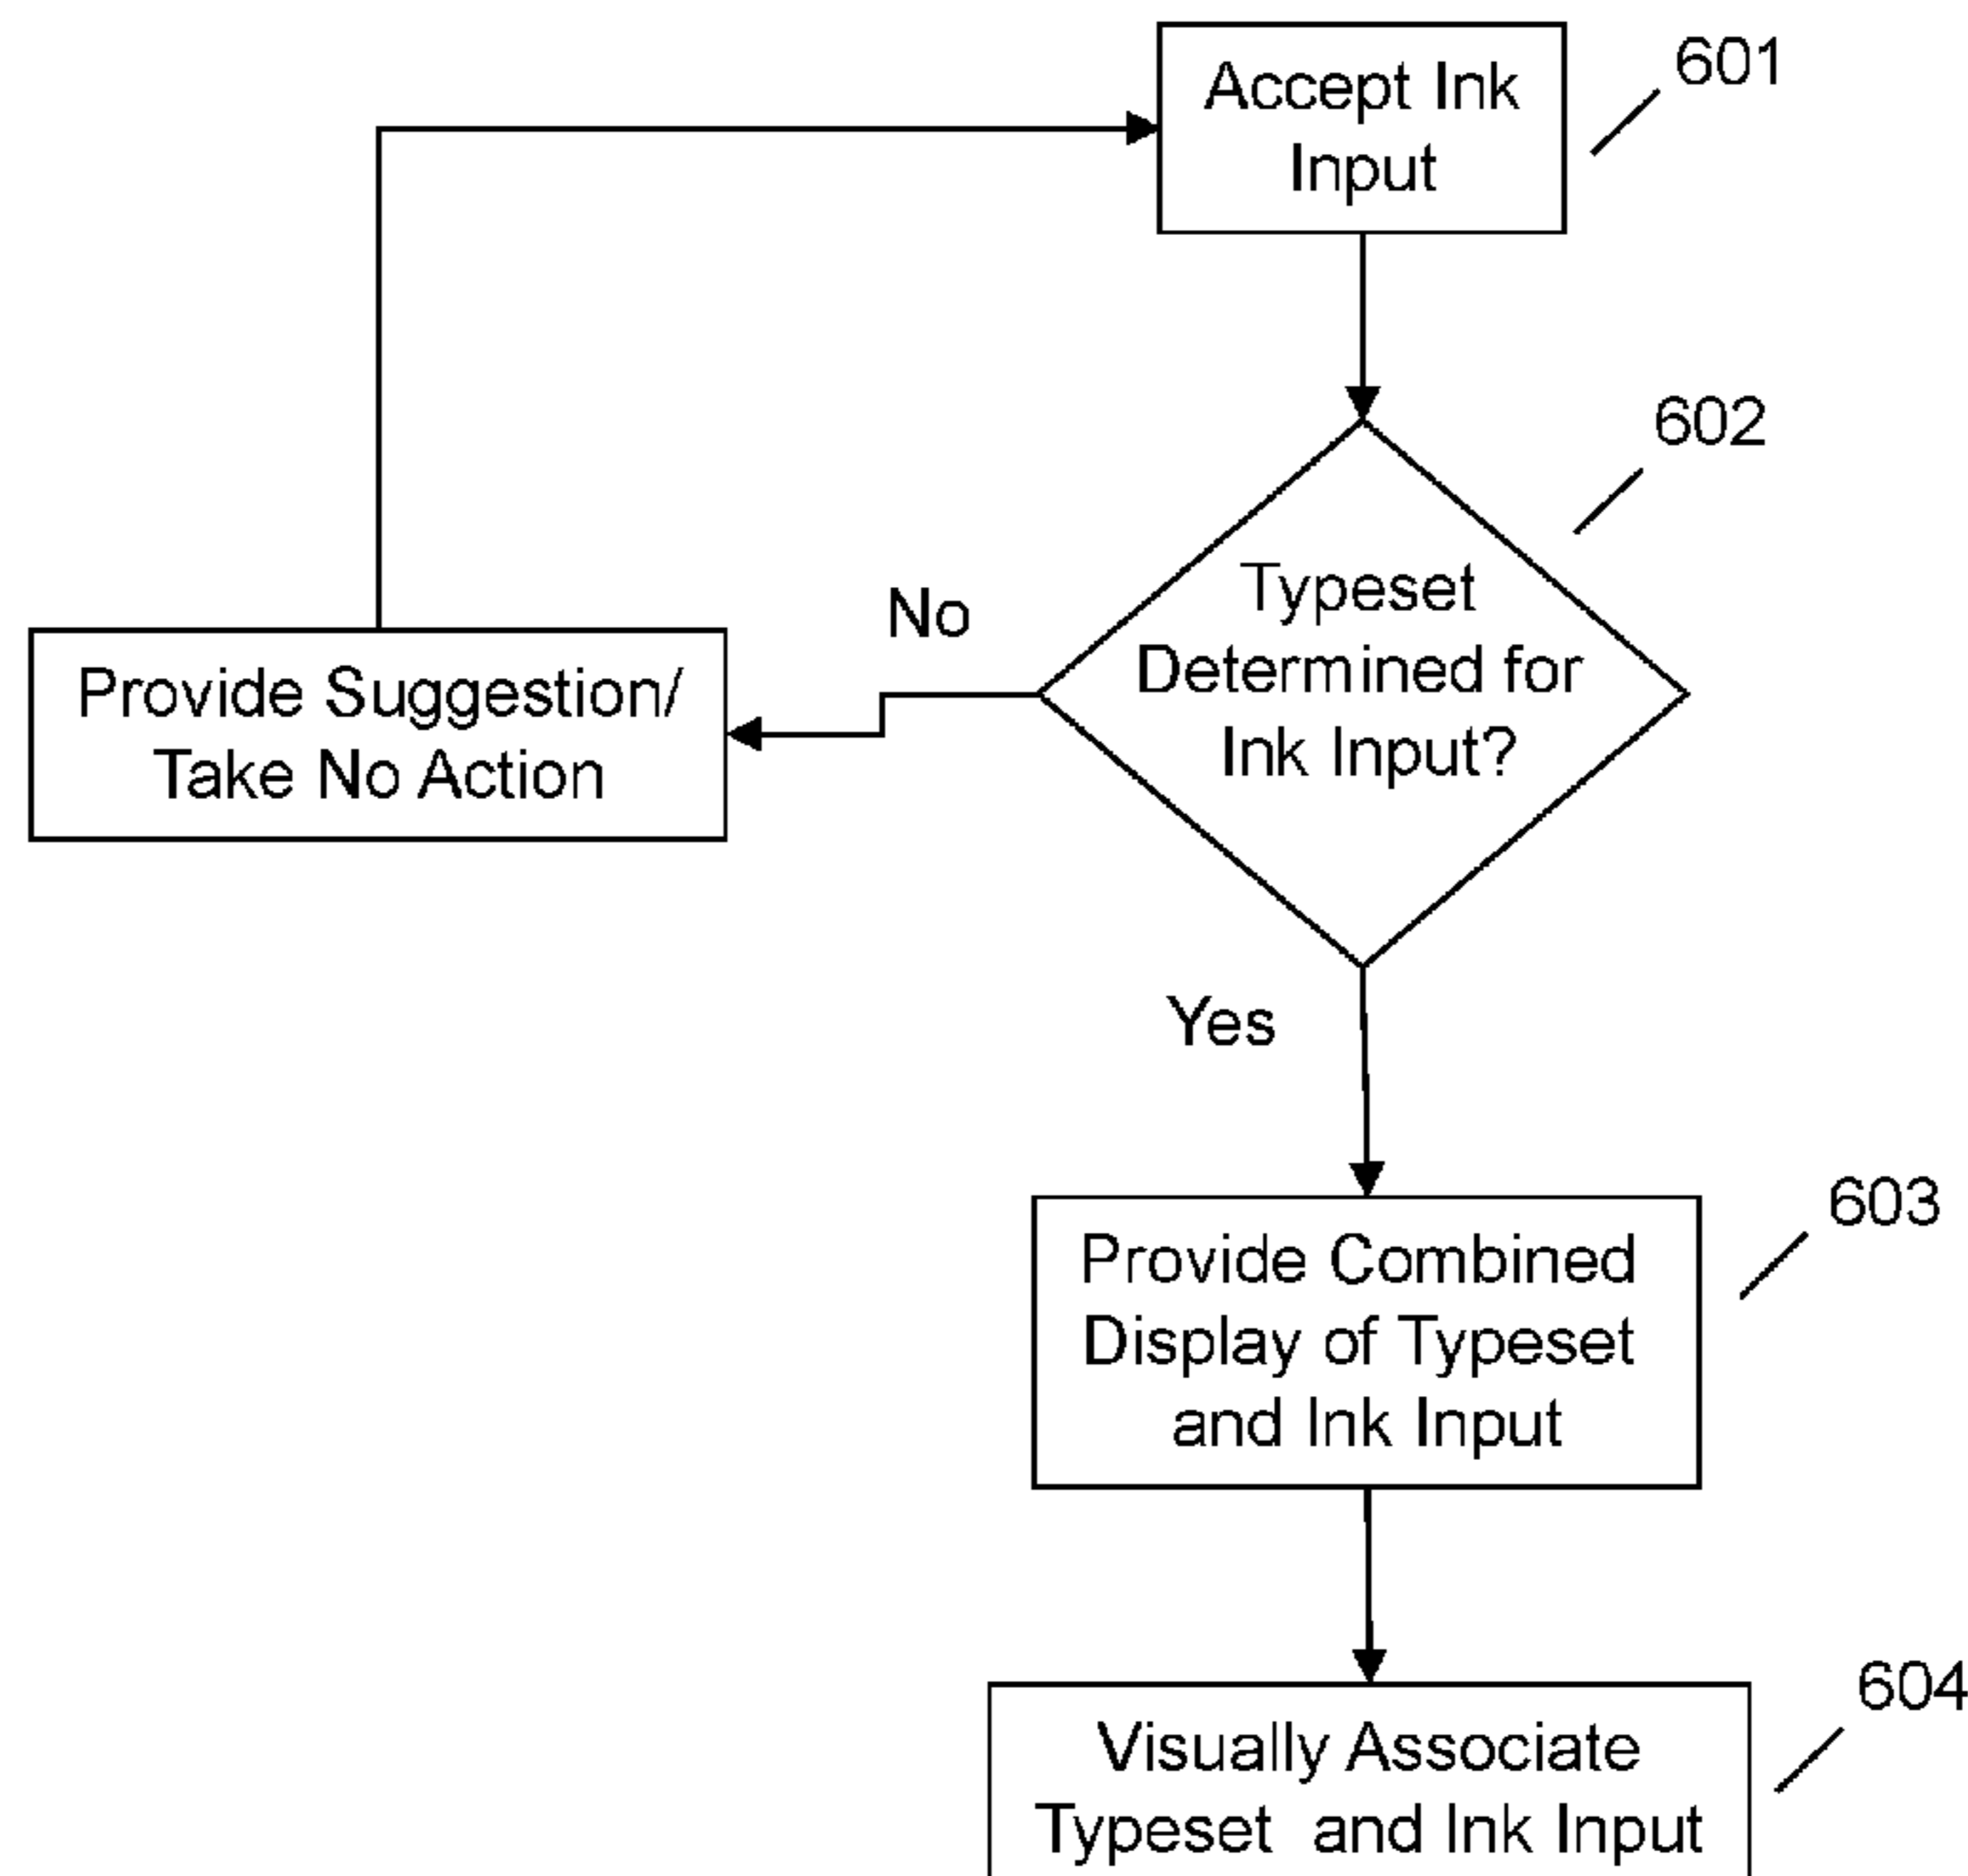 Accept Ink
Input
601
602
Typeset
Determined for
Ink Input?
No
Provide Suggestion/
Take No Action
Yes
603
Provide Combined
Display of Typeset
and Ink Input
604
Visually Associate
Typeset and Ink Input